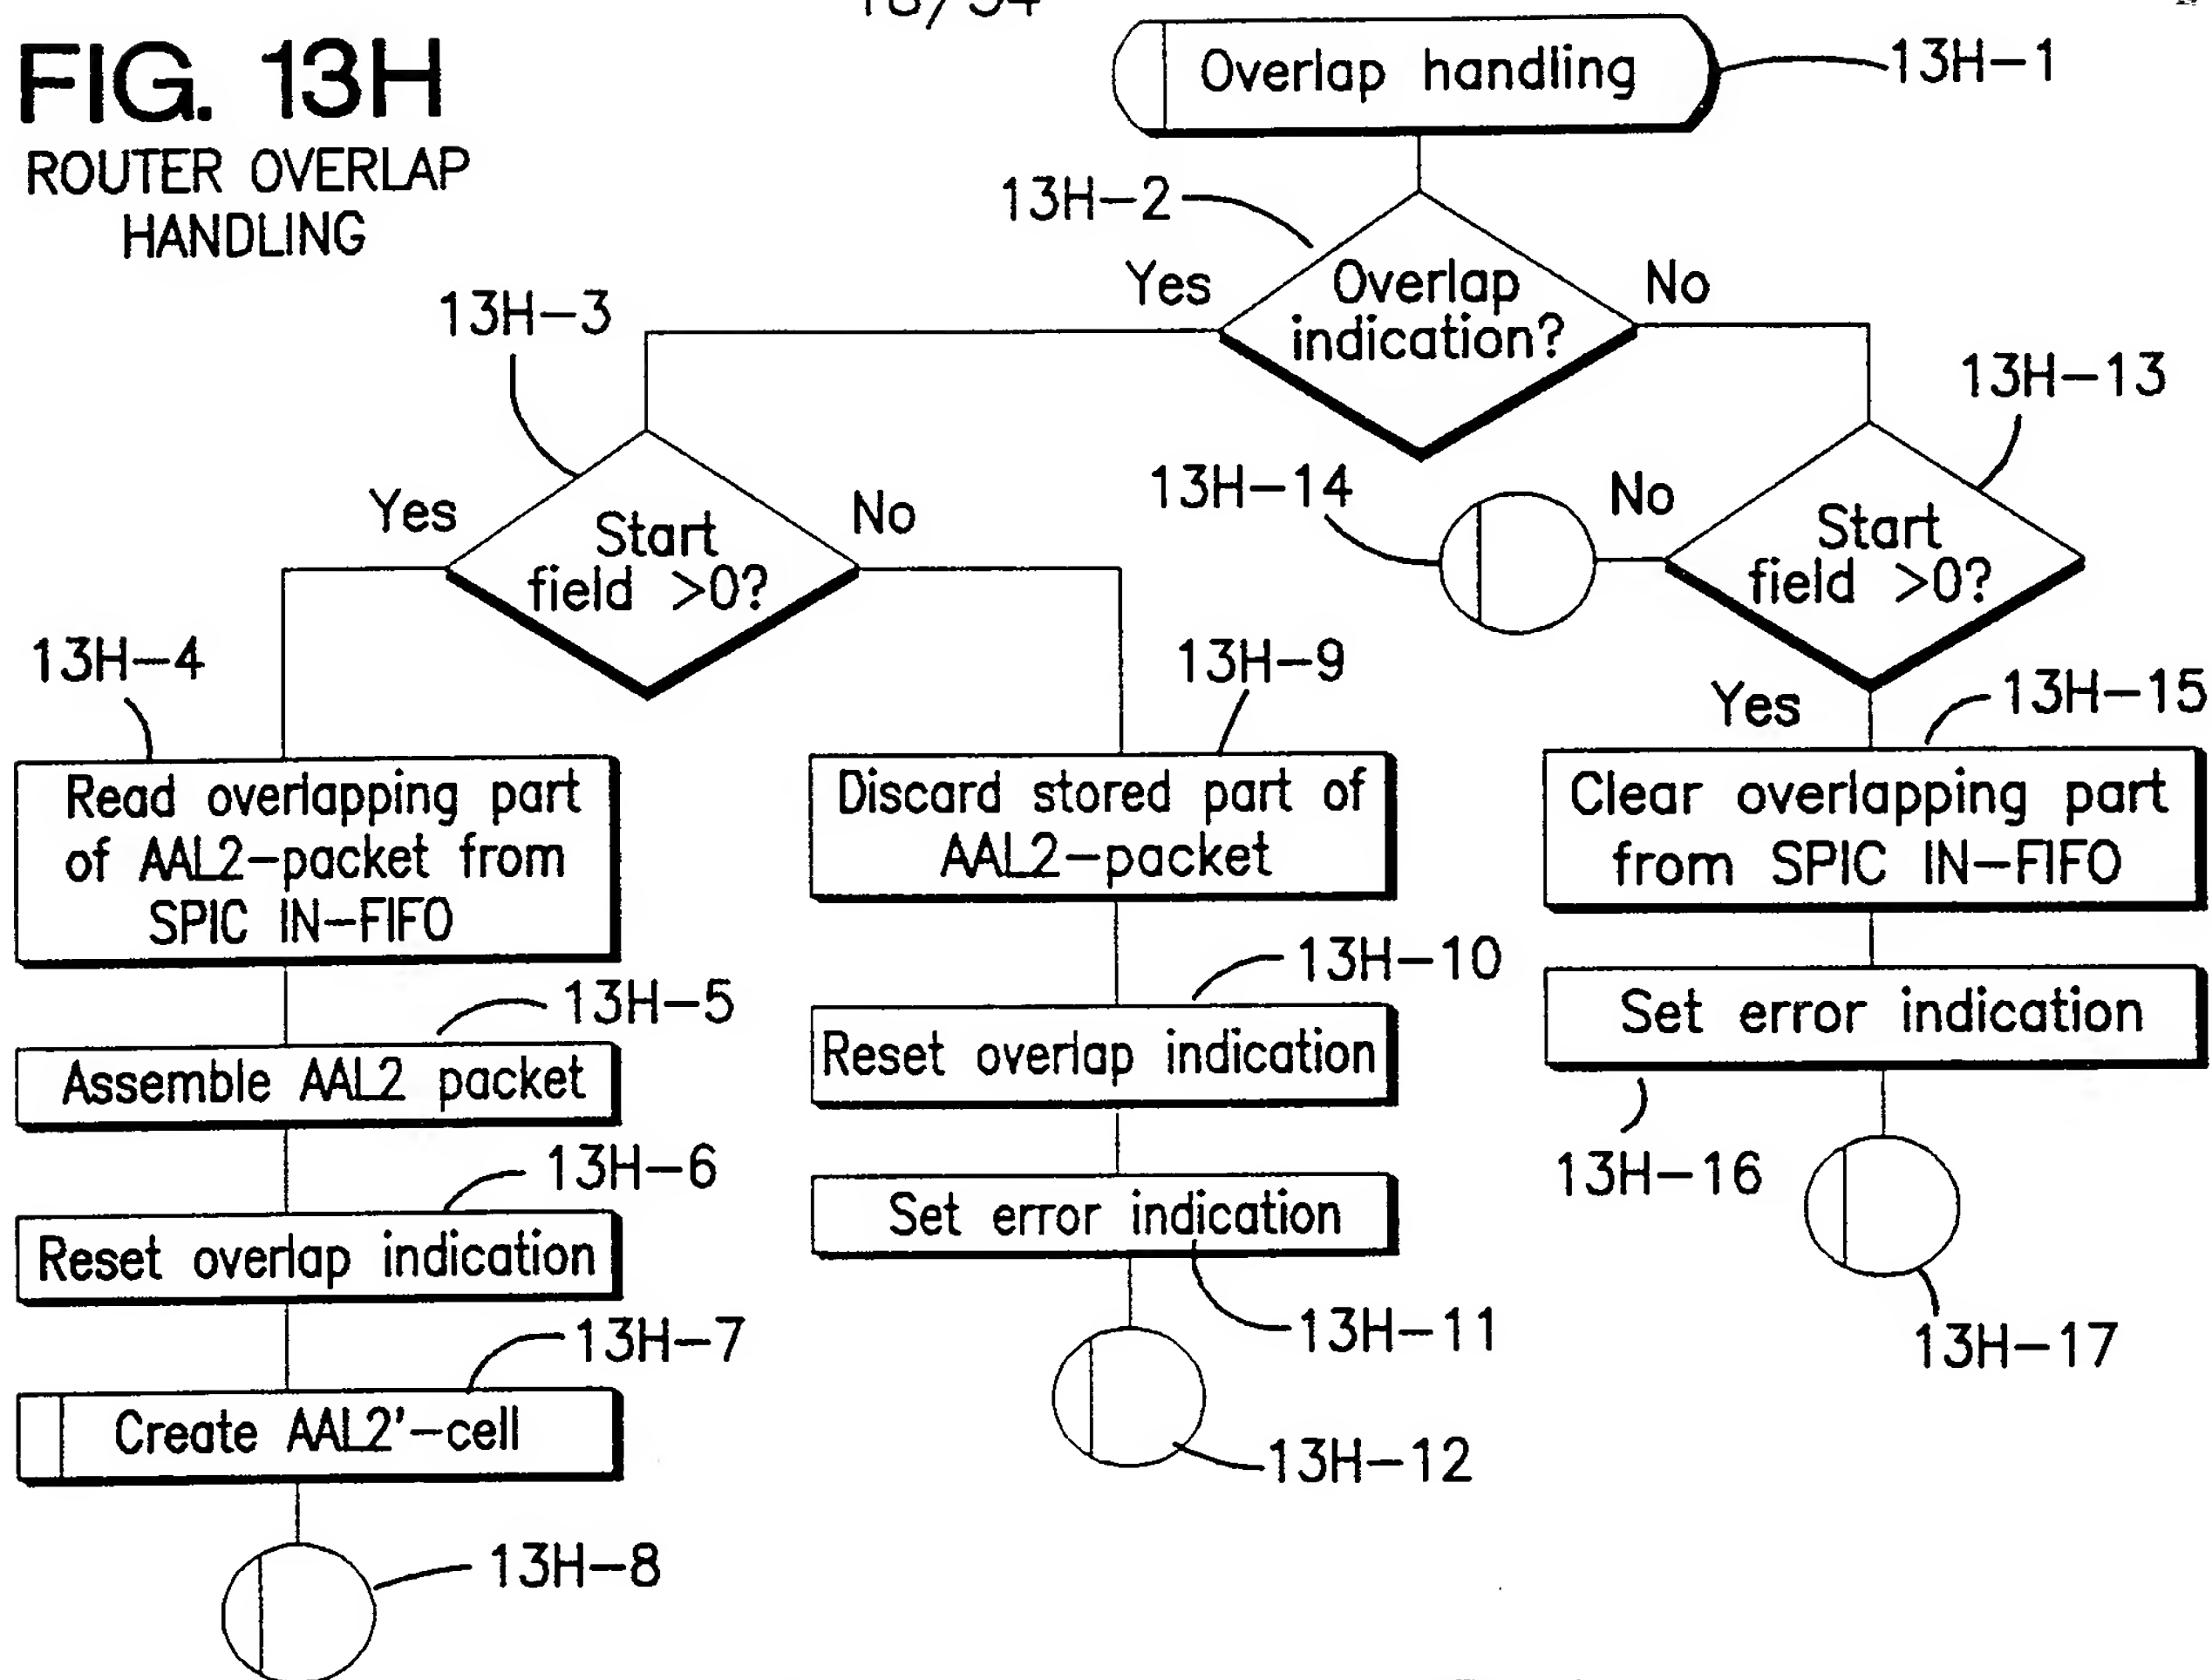 FIG. 13H
ROUTER OVERLAP
HANDLING
Overlap handling
13H-1
13H-2
Yes
Overlap
indication?
No
13H-3
13H-13
Yes
Start
field >0?
No
13H-14
No
Start
field >0?
Yes
13H-4
13H-9
13H-15
Read overlapping part
of AAL2-packet from
SPIC IN-FIFO
Discard stored part of
AAL2-packet
Clear overlapping part
from SPIC IN-FIFO
13H-5
13H-10
Assemble AAL2 packet
Reset overlap indication
Set error indication
13H-6
13H-16
Reset overlap indication
Set error indication
13H-7
13H-11
13H-17
Create AAL2'-cell
13H-12
13H-8